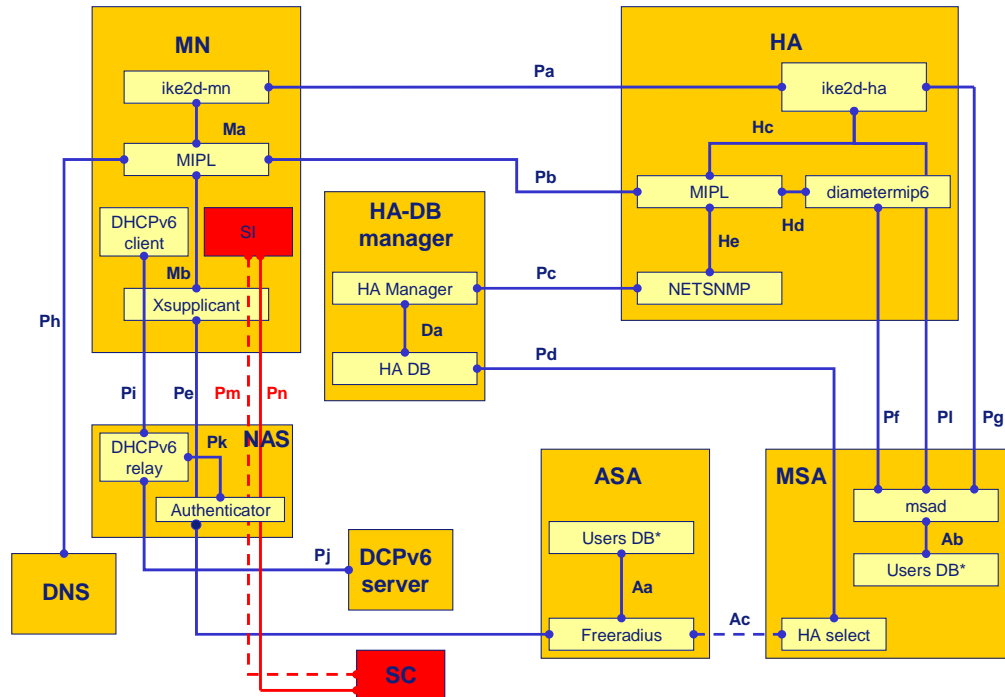 MN
HA
ike2d-mn
Pa
ike2d-ha
Ma
Hc
MIPL
Pb
MIPL
diametermip6
Hd
DHCPv6
client
SI
HA-DB
manager
He
Mb
Xsupplicant
HA Manager
Pc
NETSNMP
Ph
Da
HA DB
Pd
Pi
Pe
Pm
Pn
Pf
Pl
Pg
DHCPv6
relay
Pk
NAS
Authenticator
ASA
MSA
msad
Users DB*
Ab
Users DB*
Pj
DCPv6
server
DNS
Aa
Freeradius
Ac
HA select
SC